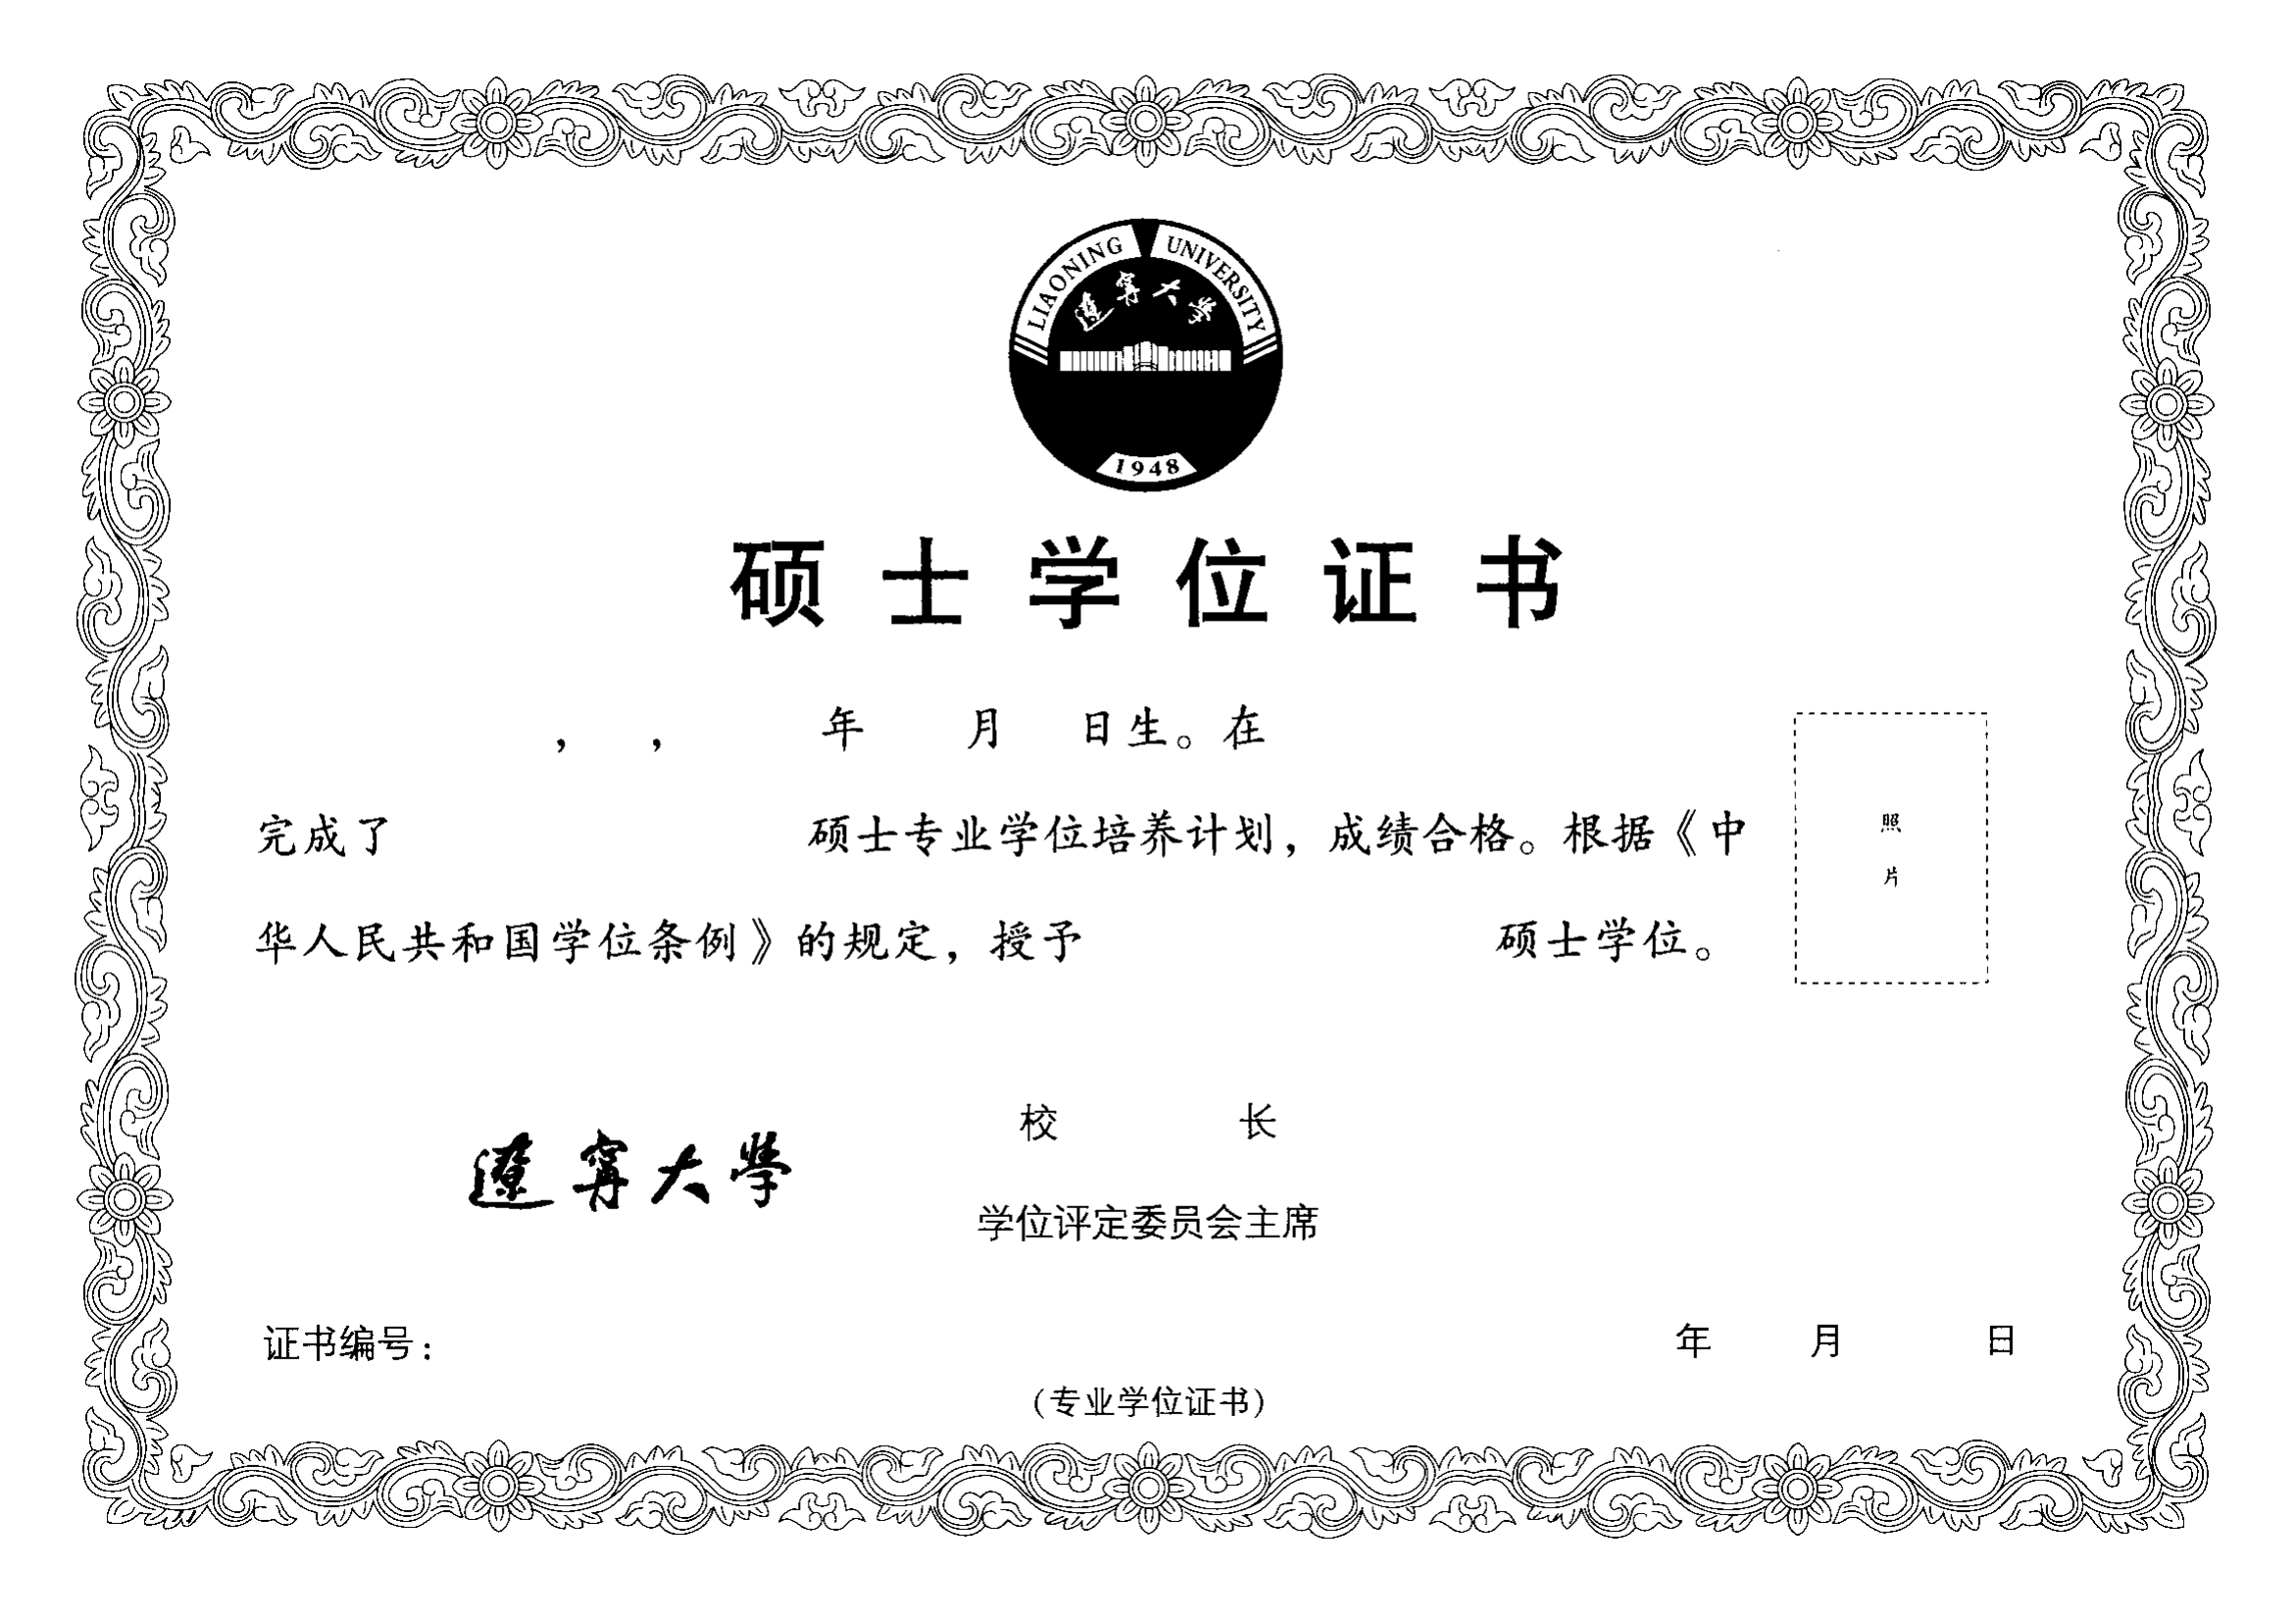 LIAONING UNIVERSITY
遼寧大學
1948
硕士学位证书
， ， 年 月 日生。在
完成了 硕士专业学位培养计划，成绩合格。根据《中
华人民共和国学位条例》的规定，授予 硕士学位。
照
片
校 长
遼寧大學
学位评定委员会主席
证书编号：
年 月 日
（专业学位证书）